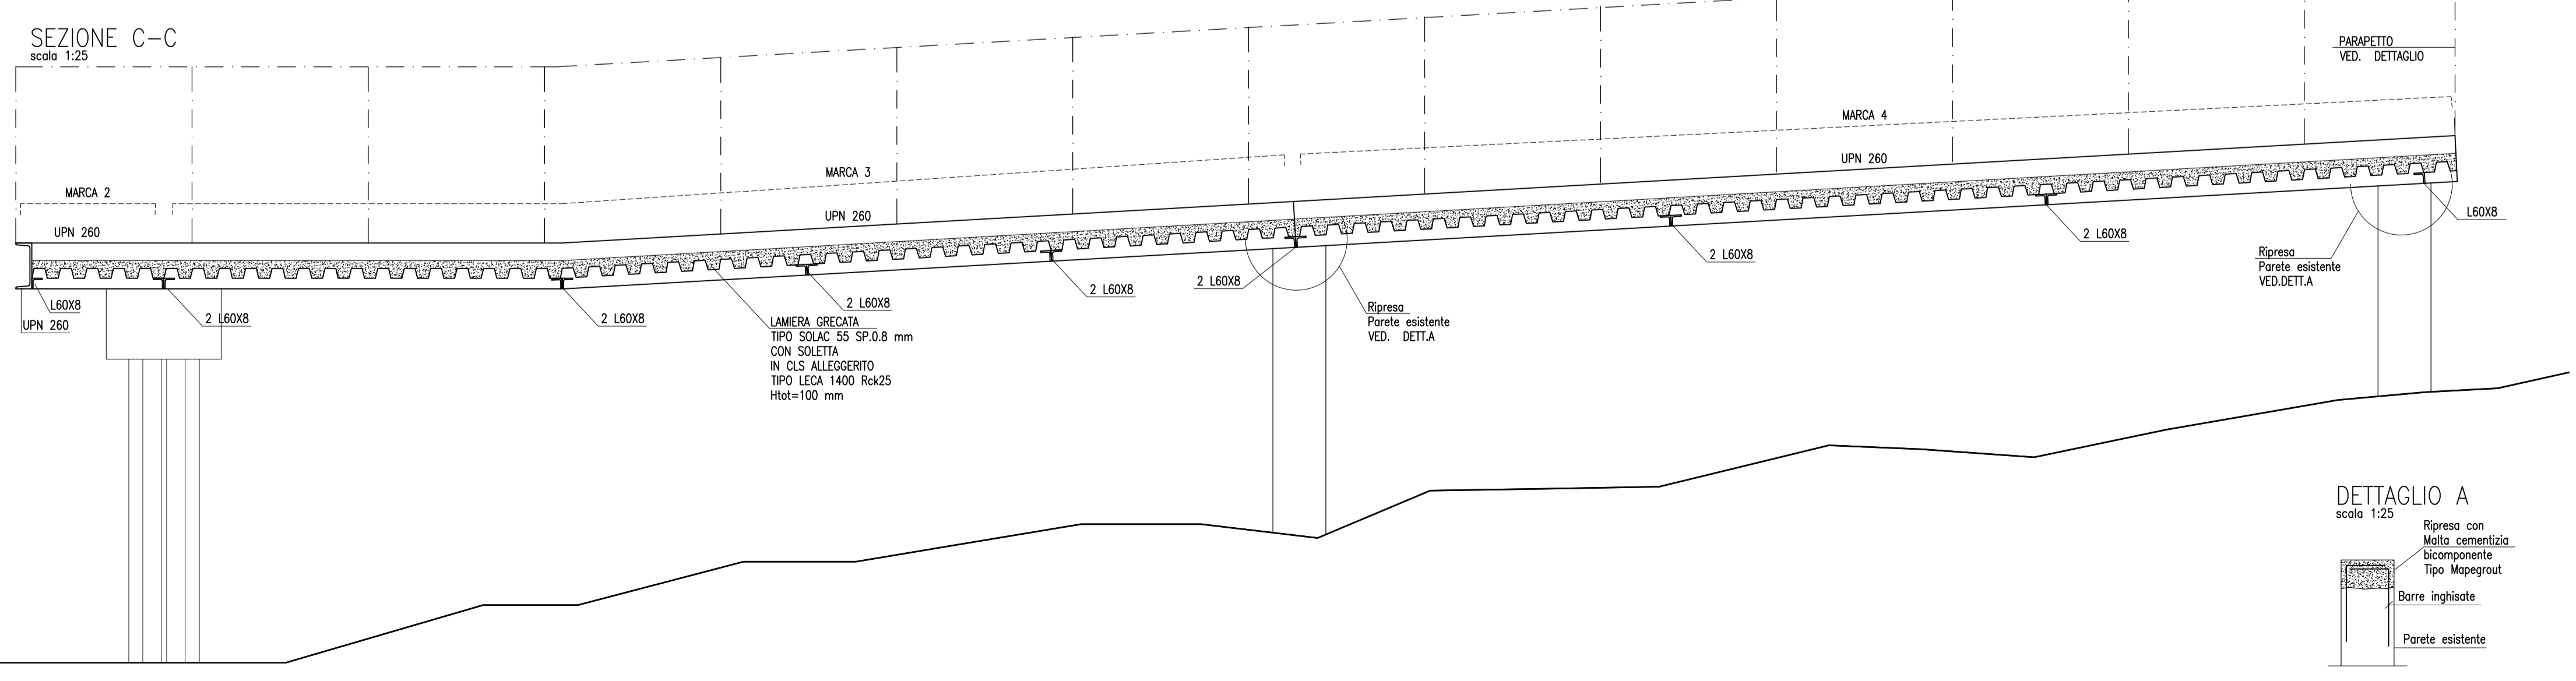 SEZIONE C-C
scala 1:25
PARAPETTO
VED. DETTAGLIO
MARCA 2
MARCA 3
MARCA 4
UPN 260
UPN 260
UPN 260
L60X8
UPN 260
2 L60X8
2 L60X8
2 L60X8
2 L60X8
2 L60X8
2 L60X8
2 L60X8
L60X8
LAMIERA GRECATA
TIPO SOLAC 55 SP.0.8 mm
CON SOLETTA
IN CLS ALLEGGERITO
TIPO LECA 1400 Rck25
Htot=100 mm
Ripresa
Parete esistente
VED. DETT.A
Ripresa
Parete esistente
VED.DETT.A
DETTAGLIO A
scala 1:25
Ripresa con
Malta cementizia
bicomponente
Tipo Mapegrout
Barre inghisate
Parete esistente